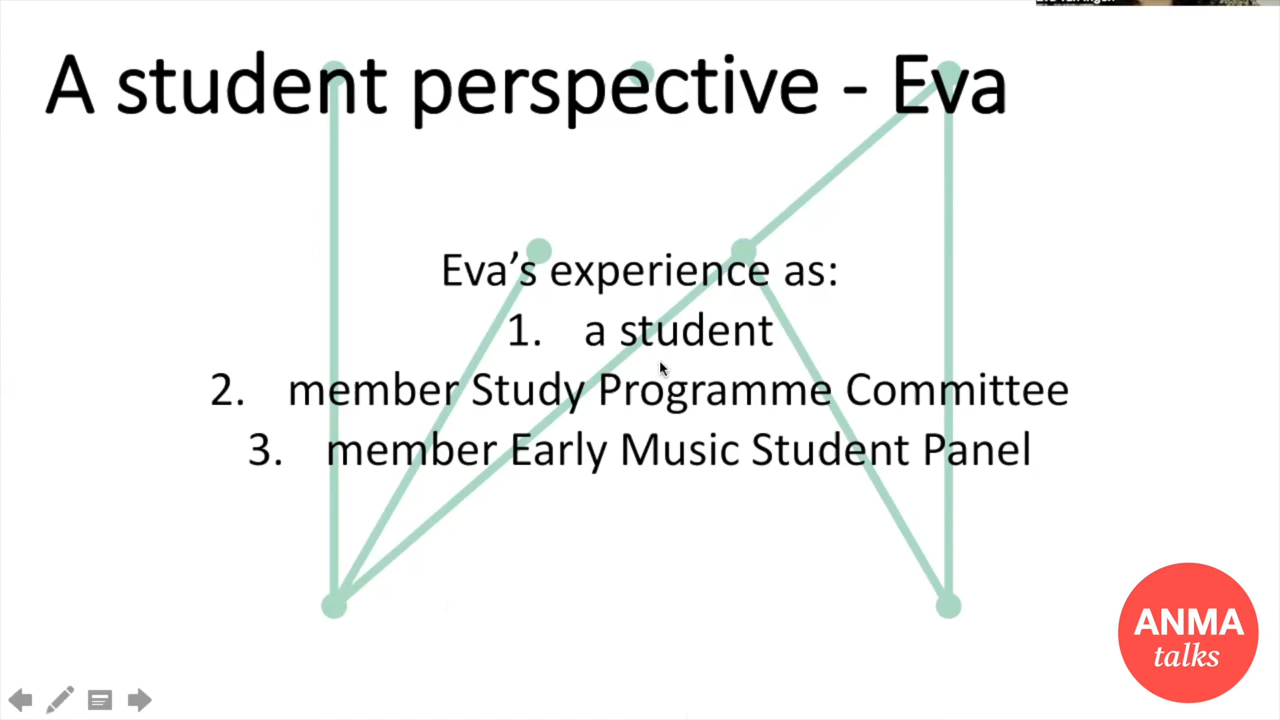 A student perspective - Eva
Eva’s experience as:
1. a student
2. member Study Programme Committee
3. member Early Music Student Panel
ANMA
talks